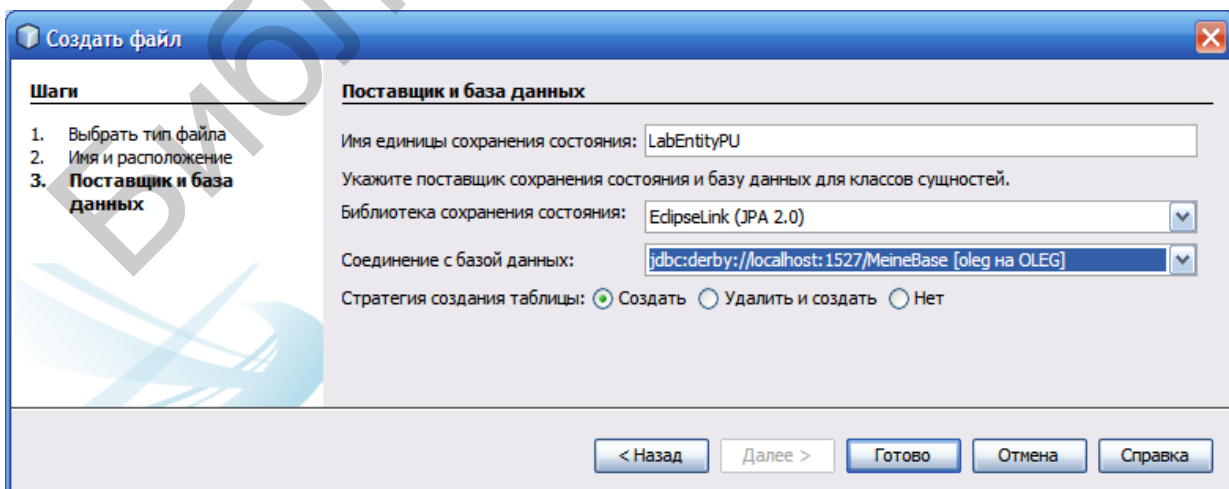 Создать файл
Шаги
1. Выбрать тип файла
2. Имя и расположение
3. Поставщик и база
данных
Поставщик и база данных
Имя единицы сохранения состояния: LabEntityPU
Укажите поставщик сохранения состояния и базу данных для классов сущностей.
Библиотека сохранения состояния: EclipseLink (JPA 2.0)
Соединение с базой данных: jdbc:derby://localhost:1527/MeineBase [oleg на OLEG]
Стратегия создания таблицы: Создать Удалить и создать Нет
< Назад Далее > Готово Отмена Справка